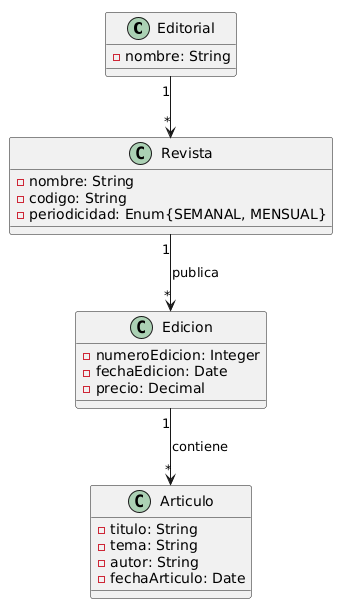 C Editorial
nombre: String
1
*
C Revista
nombre: String
codigo: String
periodicidad: Enum{SEMANAL, MENSUAL}
1
publica
*
C Edicion
numeroEdicion: Integer
fechaEdicion: Date
precio: Decimal
1
contiene
*
C Articulo
titulo: String
tema: String
autor: String
fechaArticulo: Date